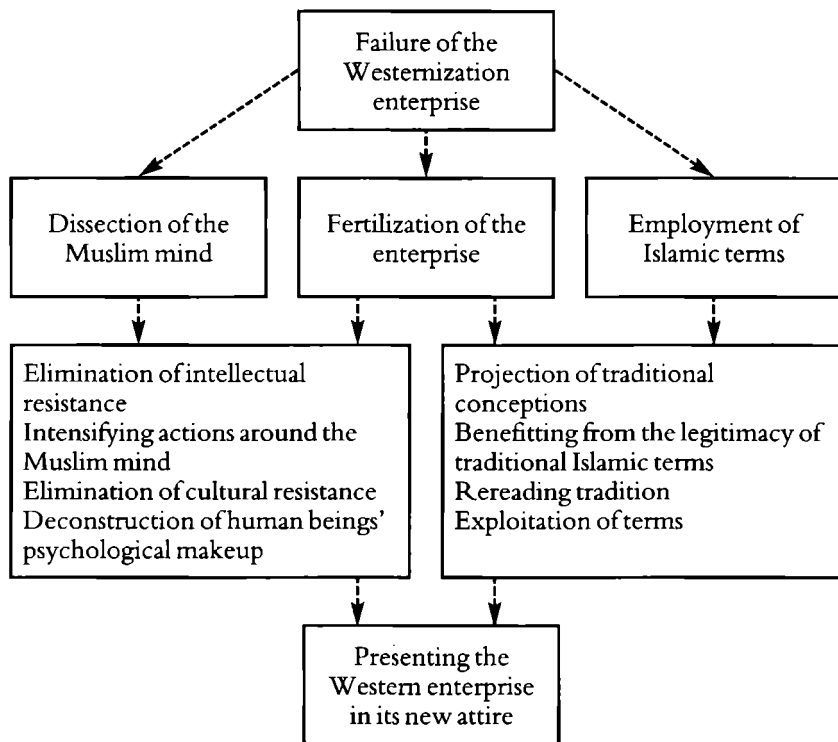 Failure of the
Westernization
enterprise
Dissection of the
Muslim mind
Fertilization of the
enterprise
Employment of
Islamic terms
Elimination of intellectual
resistance
Intensifying actions around the
Muslim mind
Elimination of cultural resistance
Deconstruction of human beings'
psychological makeup
Projection of traditional
conceptions
Benefitting from the legitimacy of
traditional Islamic terms
Rereading tradition
Exploitation of terms
Presenting the
Western enterprise
in its new attire